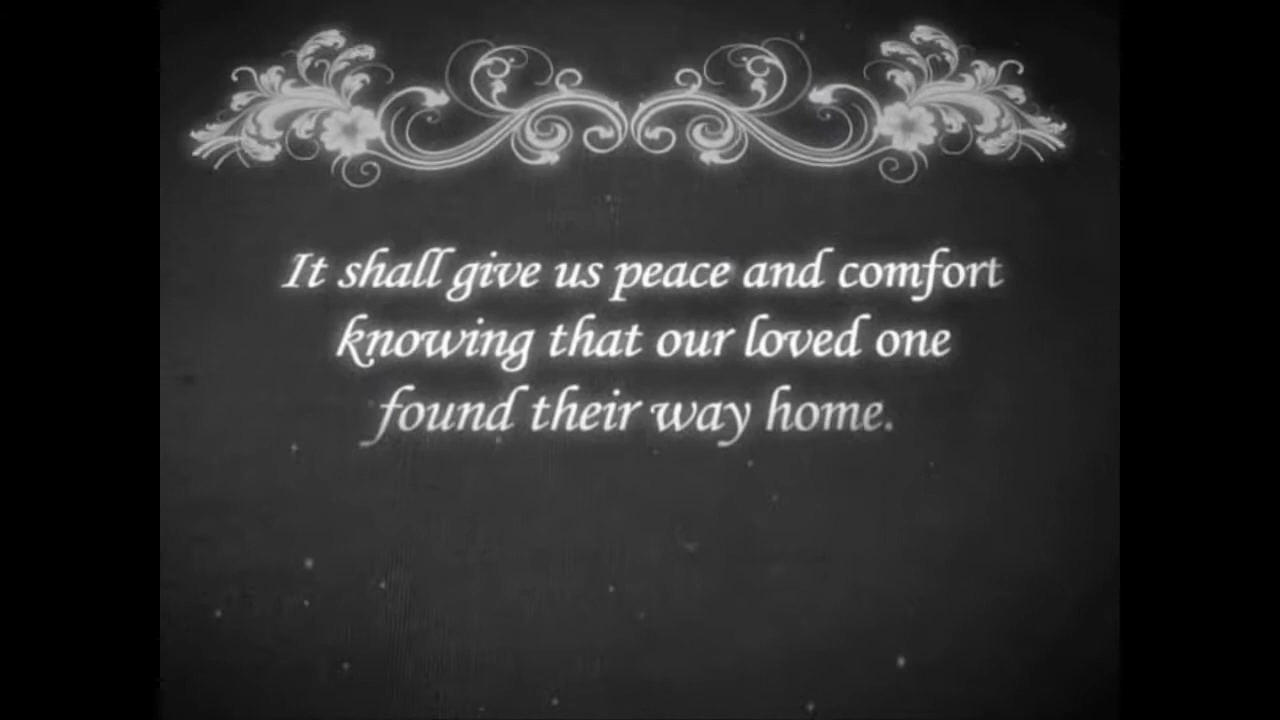 It shall give us peace and comfort
knowing that our loved one
found their way home.